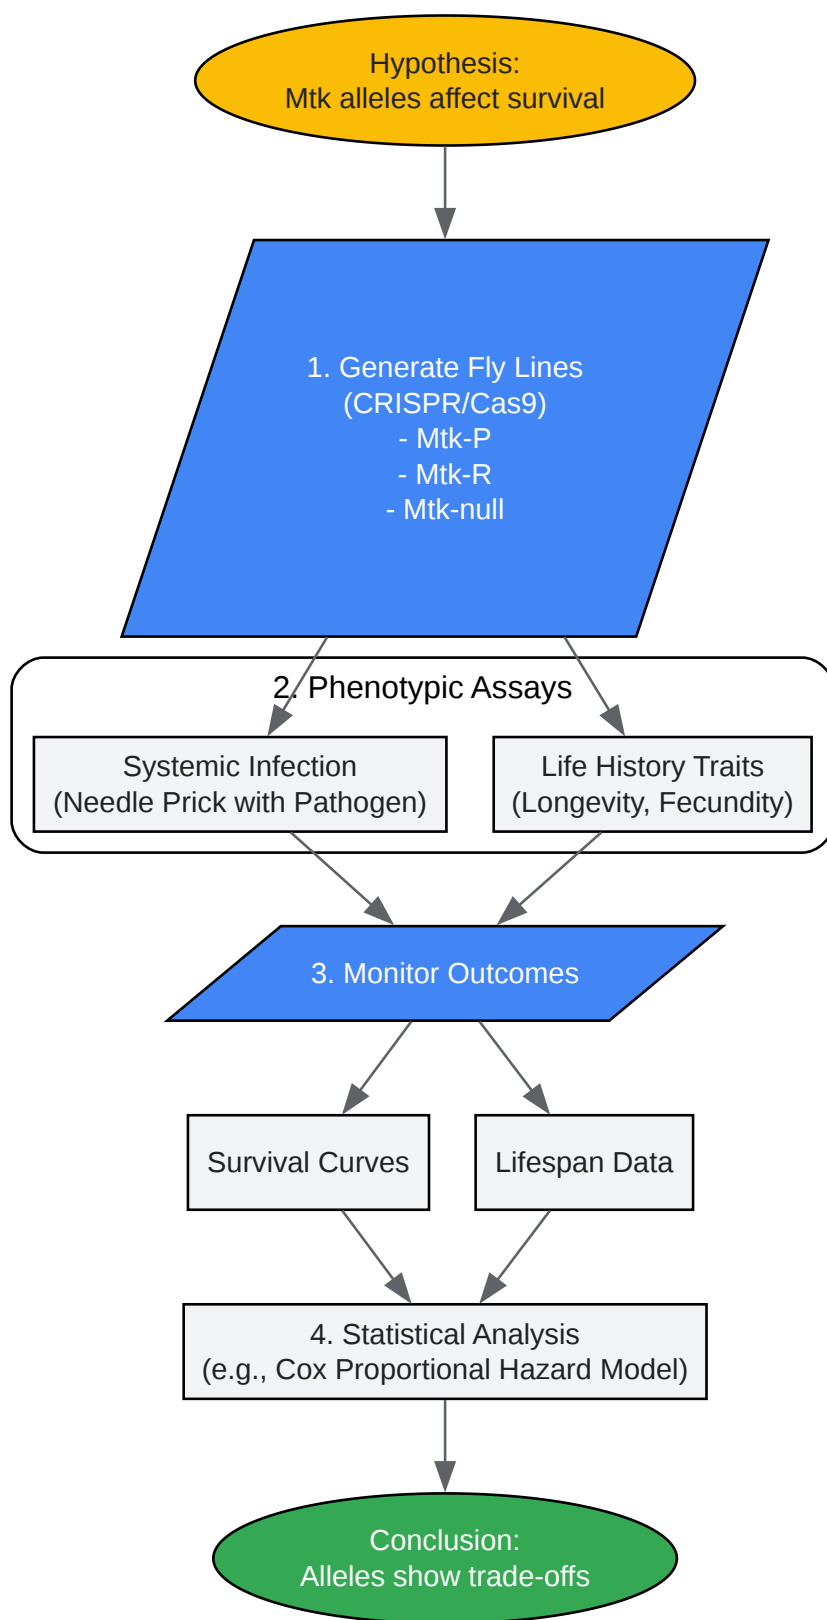 Hypothesis:
Mtk alleles affect survival
1. Generate Fly Lines
(CRISPR/Cas9)
- Mtk-P
- Mtk-R
- Mtk-null
2. Phenotypic Assays
Systemic Infection
(Needle Prick with Pathogen)
Life History Traits
(Longevity, Fecundity)
3. Monitor Outcomes
Survival Curves
Lifespan Data
4. Statistical Analysis
(e.g., Cox Proportional Hazard Model)
Conclusion:
Alleles show trade-offs